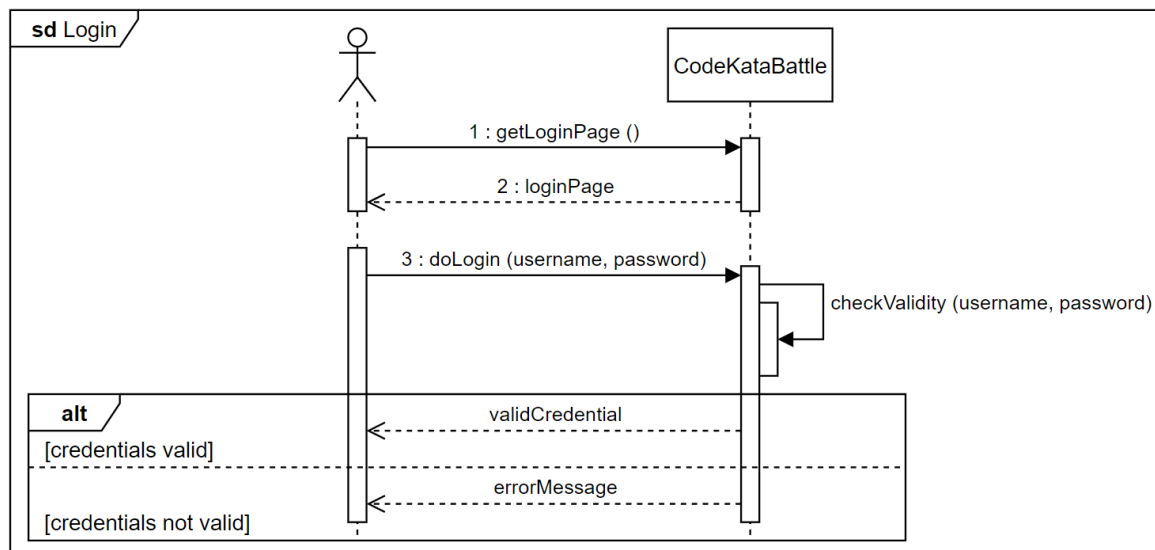 sd Login
CodeKataBattle
1 : getLoginPage ()
2 : loginPage
3 : doLogin (username, password)
checkValidity (username, password)
alt
validCredential
[credentials valid]
errorMessage
[credentials not valid]